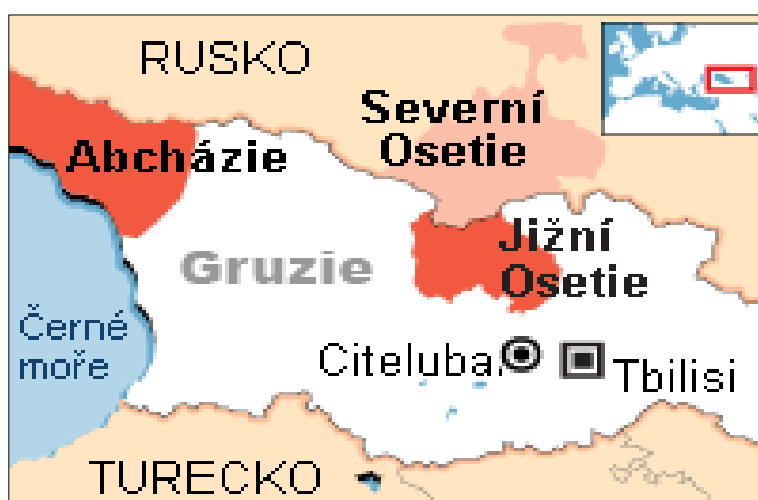 RUSKO
Severní
Osetie
Abcházie
Jižní
Osetie
Gruzie
Černé
moře
Citeluba.
Tbilisi
TURECKO